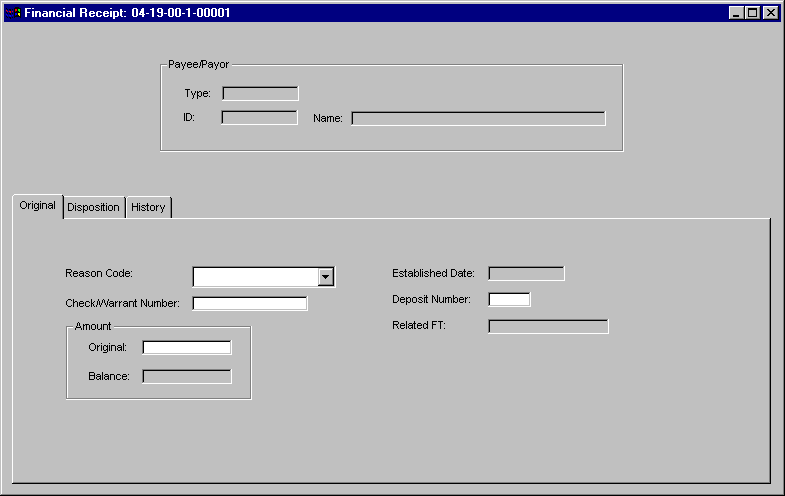 Financial Receipt: 04-19-00-1-00001
Payee/Payor
Type:
ID: Name:
Original Disposition History
Reason Code: Established Date:
Check/Warrant Number: Deposit Number:
Amount Related FT:
Original:
Balance: